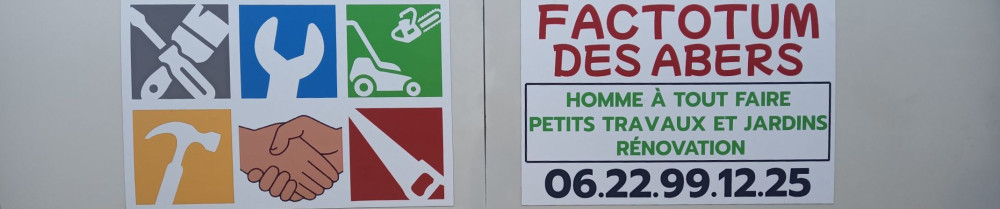 FACTOTUM
DES ABERS
HOMME À TOUT FAIRE
PETITS TRAVAUX ET JARDINS
RÉNOVATION
06.22.99.12.25